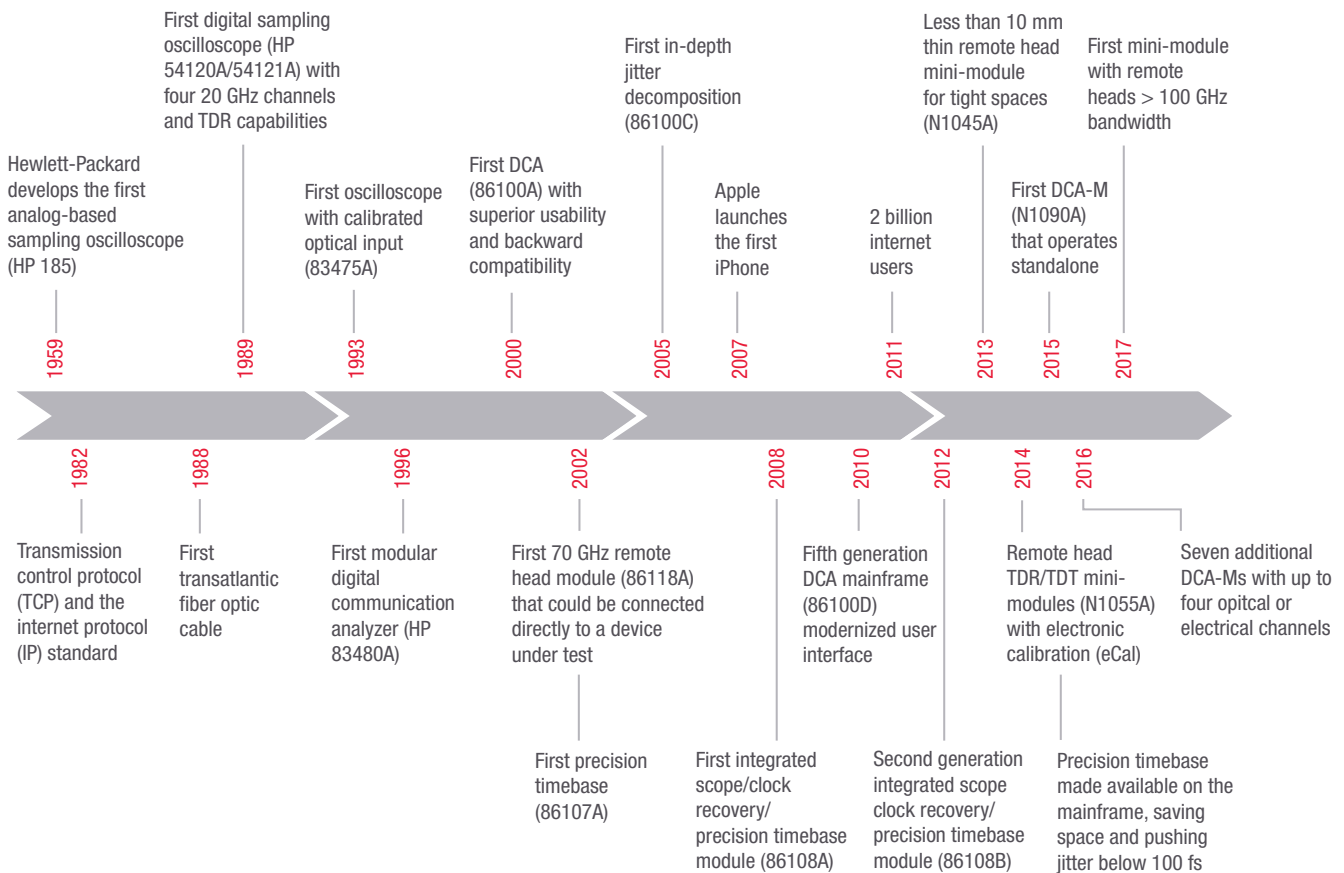 First digital sampling
oscilloscope (HP
54120A/54121A) with
four 20 GHz channels
and TDR capabilities
First in-depth
jitter
decomposition
(86100C)
Less than 10 mm
thin remote head
mini-module
for tight spaces
(N1045A)
First mini-module
with remote
heads > 100 GHz
bandwidth
Hewlett-Packard
develops the first
analog-based
sampling oscilloscope
(HP 185)
First oscilloscope
with calibrated
optical input
(83475A)
First DCA
(86100A) with
superior usability
and backward
compatibility
Apple
launches
the first
iPhone
2 billion
internet
users
First DCA-M
(N1090A)
that operates
standalone
1959
1989
1993
2000
2005
2007
2011
2013
2015
2017
1982
1988
1996
2002
2008
2010
2012
2014
2016
Transmission
control protocol
(TCP) and the
internet protocol
(IP) standard
First
transatlantic
fiber optic
cable
First modular
digital
communication
analyzer (HP
83480A)
First 70 GHz remote
head module (86118A)
that could be connected
directly to a device
under test
Fifth generation
DCA mainframe
(86100D)
modernized user
interface
Remote head
TDR/TDT mini-
modules (N1055A)
with electronic
calibration (eCal)
Seven additional
DCA-Ms with up to
four opitcal or
electrical channels
First precision
timebase
(86107A)
First integrated
scope/clock
recovery/
precision timebase
module (86108A)
Second generation
integrated scope
clock recovery/
precision timebase
module (86108B)
Precision timebase
made available on the
mainframe, saving
space and pushing
jitter below 100 fs